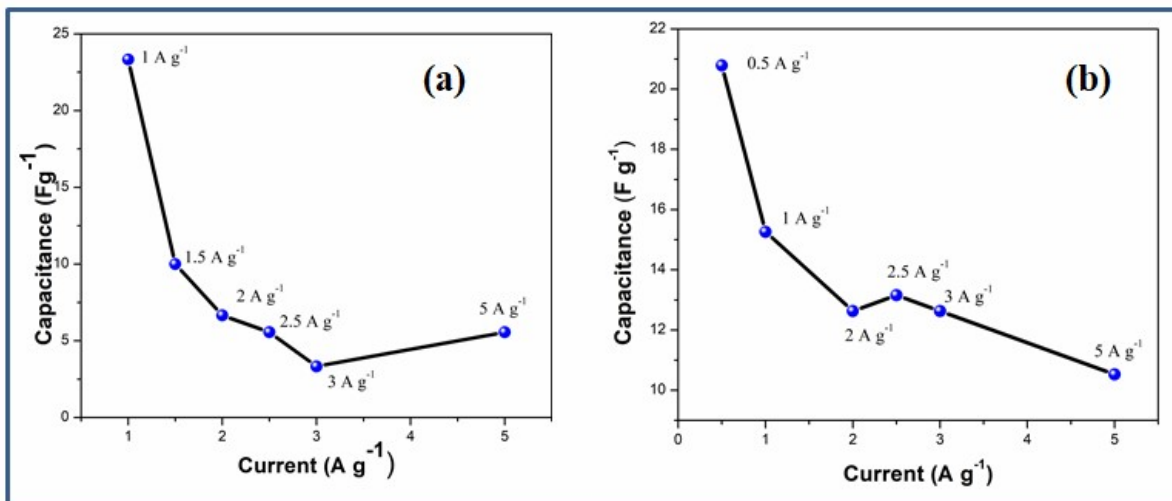 (a)
Capacitance (Fg⁻¹)
25
20
15
10
5
0
1 A g⁻¹
1.5 A g⁻¹
2 A g⁻¹
2.5 A g⁻¹
3 A g⁻¹
5 A g⁻¹
1
2
3
4
5
Current (A g⁻¹)
(b)
Capacitance (F g⁻¹)
22
20
18
16
14
12
10
0.5 A g⁻¹
1 A g⁻¹
2 A g⁻¹
2.5 A g⁻¹
3 A g⁻¹
5 A g⁻¹
0
1
2
3
4
5
Current (A g⁻¹)